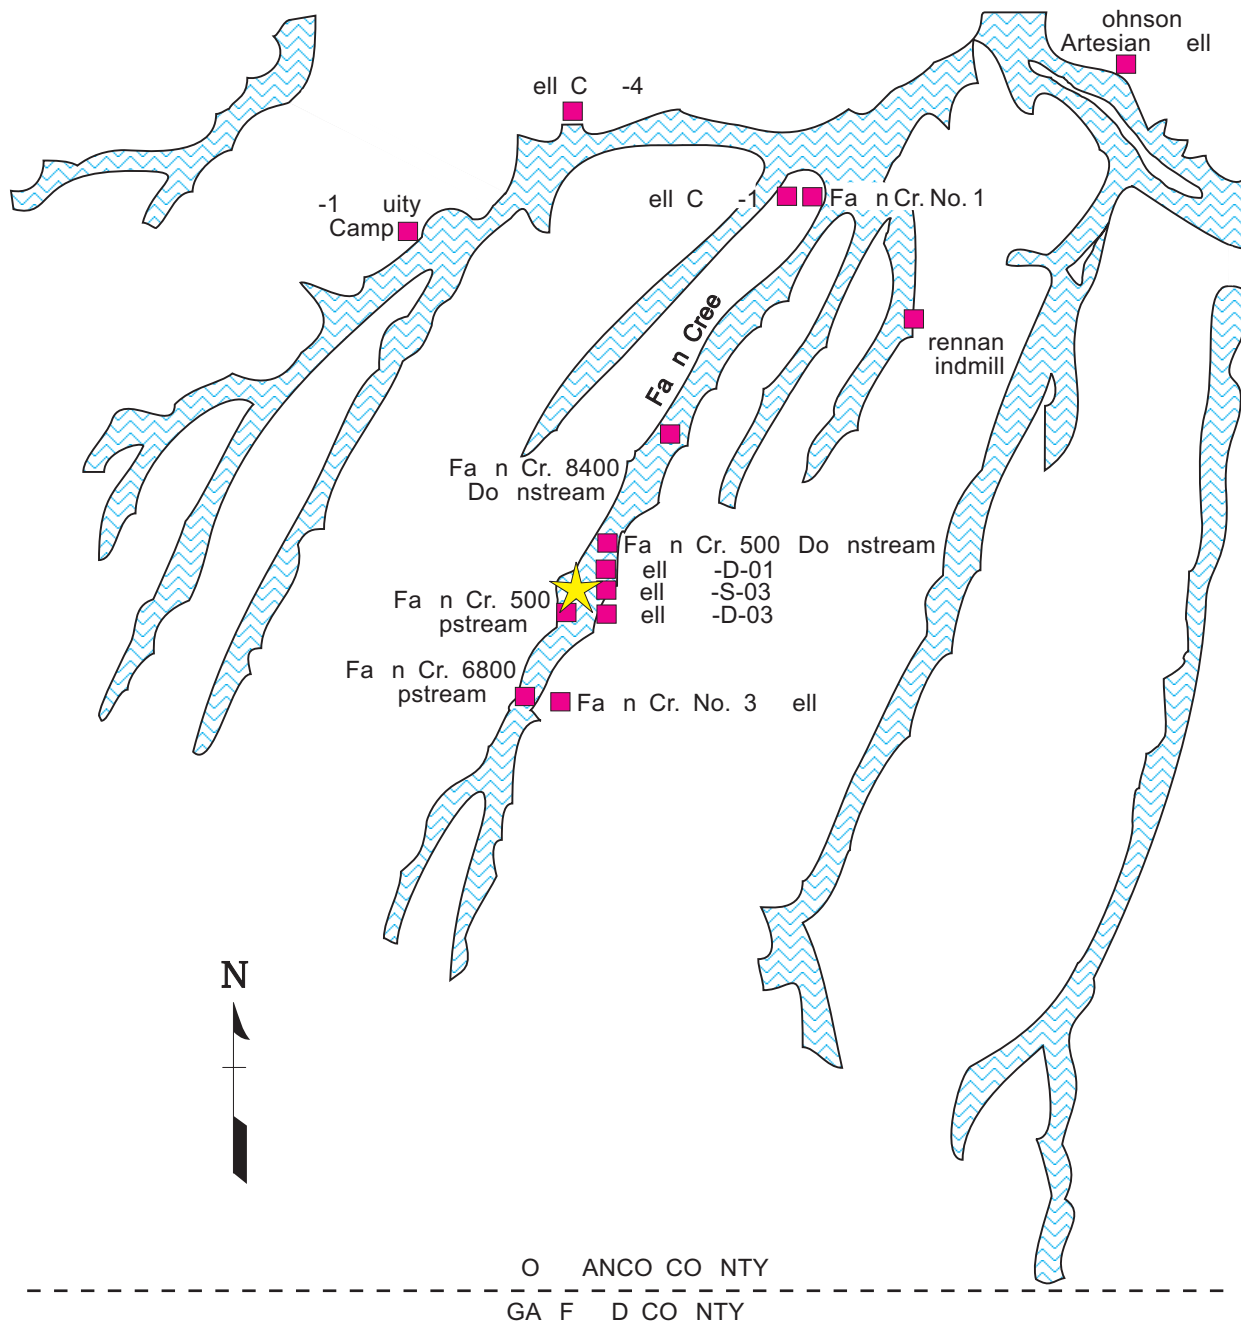 ohnson
Artesian ell
ell C -4
ell C -1
Fa n Cr. No. 1
-1 uity
Camp
Fa n Cree
rennan
indmill
Fa n Cr. 8400
Do nstream
Fa n Cr. 500 Do nstream
ell -D-01
ell -S-03
ell -D-03
Fa n Cr. 500
pstream
Fa n Cr. 6800
pstream
Fa n Cr. No. 3 ell
N
O ANCO CO NTY
GA F D CO NTY